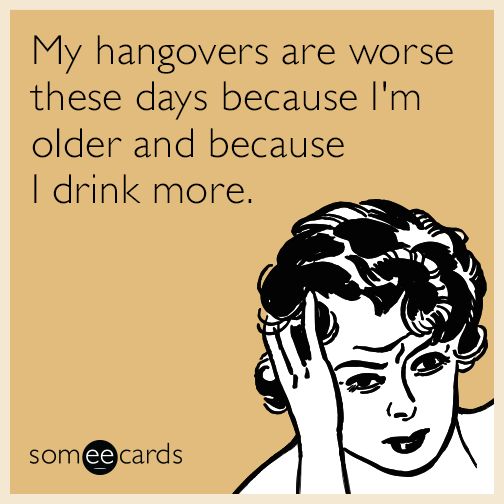 My hangovers are worse
these days because I'm
older and because
I drink more.
someecards